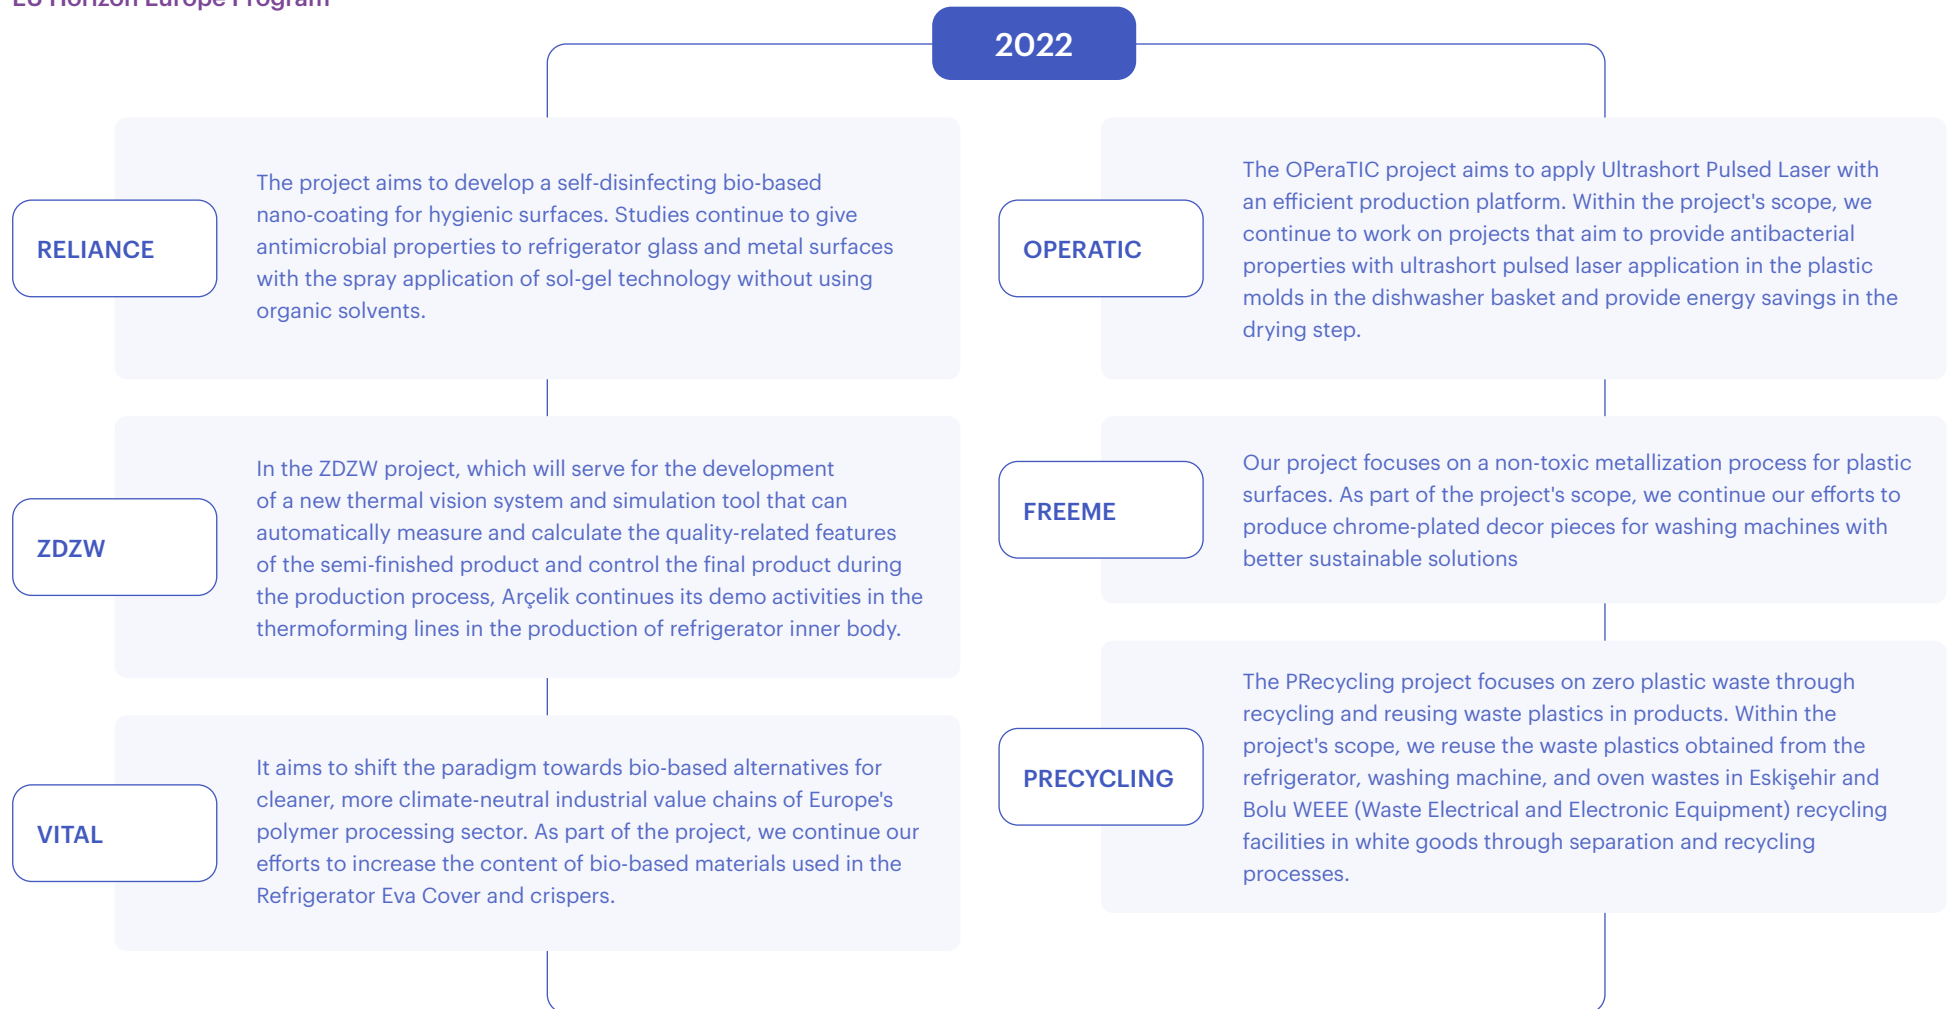 EU Horizon Europe Program
2022
RELIANCE
The project aims to develop a self-disinfecting bio-based
nano-coating for hygienic surfaces. Studies continue to give
antimicrobial properties to refrigerator glass and metal surfaces
with the spray application of sol-gel technology without using
organic solvents.
ZDZW
In the ZDZW project, which will serve for the development
of a new thermal vision system and simulation tool that can
automatically measure and calculate the quality-related features
of the semi-finished product and control the final product during
the production process, Arçelik continues its demo activities in the
thermoforming lines in the production of refrigerator inner body.
VITAL
It aims to shift the paradigm towards bio-based alternatives for
cleaner, more climate-neutral industrial value chains of Europe's
polymer processing sector. As part of the project, we continue our
efforts to increase the content of bio-based materials used in the
Refrigerator Eva Cover and crispers.
OPERATIC
The OPeraTIC project aims to apply Ultrashort Pulsed Laser with
an efficient production platform. Within the project's scope, we
continue to work on projects that aim to provide antibacterial
properties with ultrashort pulsed laser application in the plastic
molds in the dishwasher basket and provide energy savings in the
drying step.
FREEME
Our project focuses on a non-toxic metallization process for plastic
surfaces. As part of the project's scope, we continue our efforts to
produce chrome-plated decor pieces for washing machines with
better sustainable solutions
PRECYCLING
The PRecycling project focuses on zero plastic waste through
recycling and reusing waste plastics in products. Within the
project's scope, we reuse the waste plastics obtained from the
refrigerator, washing machine, and oven wastes in Eskişehir and
Bolu WEEE (Waste Electrical and Electronic Equipment) recycling
facilities in white goods through separation and recycling
processes.